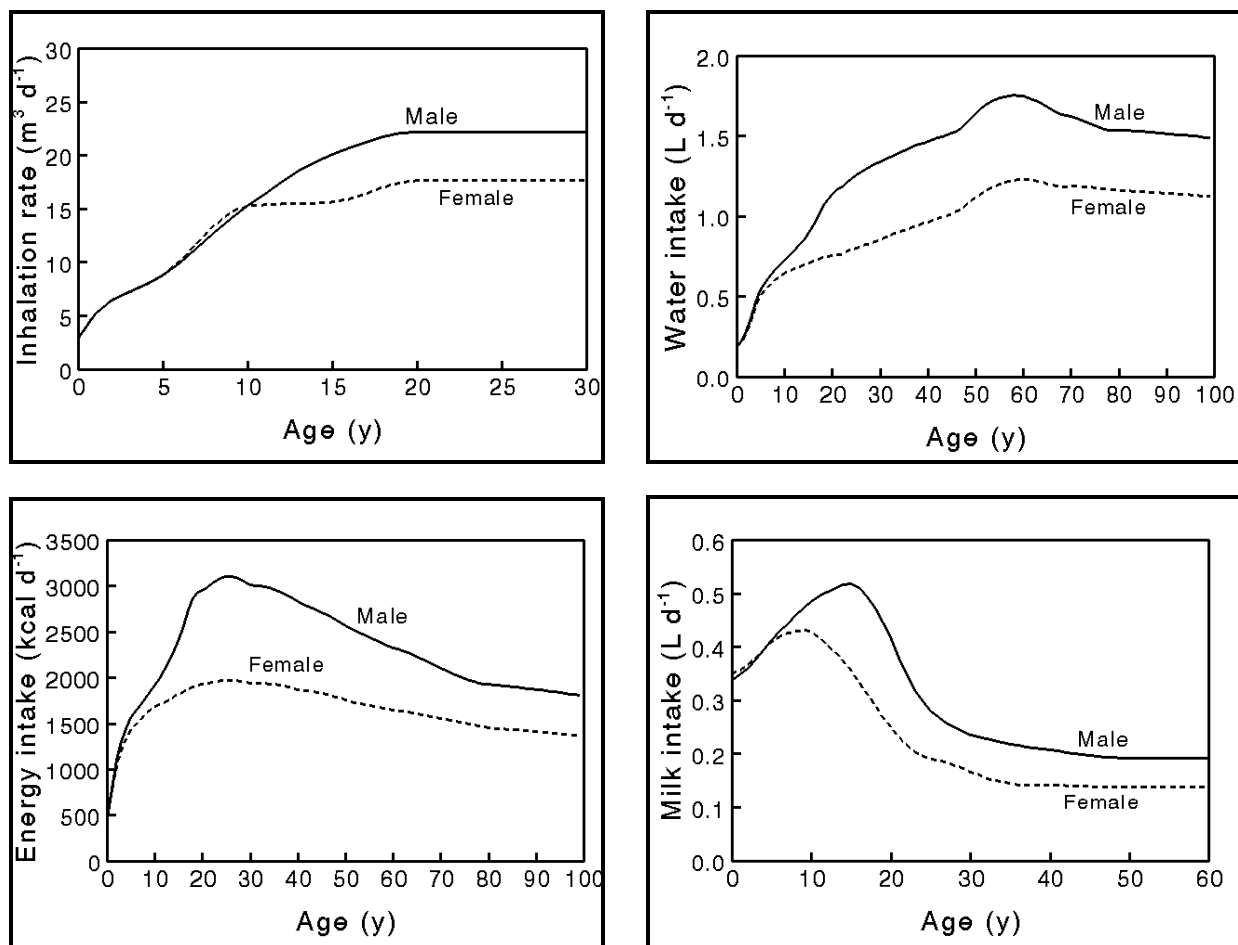 Inhalation rate (m³ d⁻¹)
30
25
20
15
10
5
0
Male
Female
0 5 10 15 20 25 30
Age (y)
Water intake (L d⁻¹)
2.0
1.5
1.0
0.5
0.0
Male
Female
0 10 20 30 40 50 60 70 80 90 100
Age (y)
Energy intake (kcal d⁻¹)
3500
3000
2500
2000
1500
1000
500
0
Male
Female
0 10 20 30 40 50 60 70 80 90 100
Age (y)
Milk intake (L d⁻¹)
0.6
0.5
0.4
0.3
0.2
0.1
0.0
Male
Female
0 10 20 30 40 50 60
Age (y)